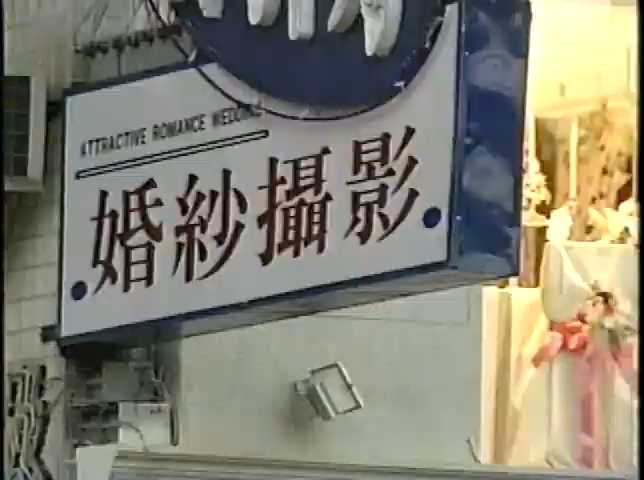 ATTRACTIVE ROMANCE WEDDING
婚紗攝影